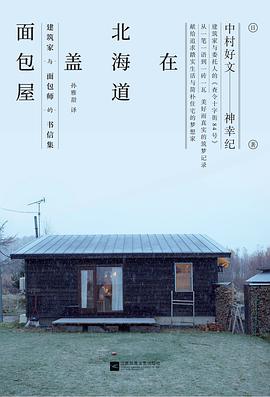 在
北海道
盖
面包屋
建筑家与面包师的书信集
孙雅甜 译
[日]
中村好文
神幸纪
著
建筑家与委托人的《查令十字街84号》
从一笔一语到一砖一瓦 美好而真实的筑梦记录
献给追求踏实生活与简朴住宅的梦想家